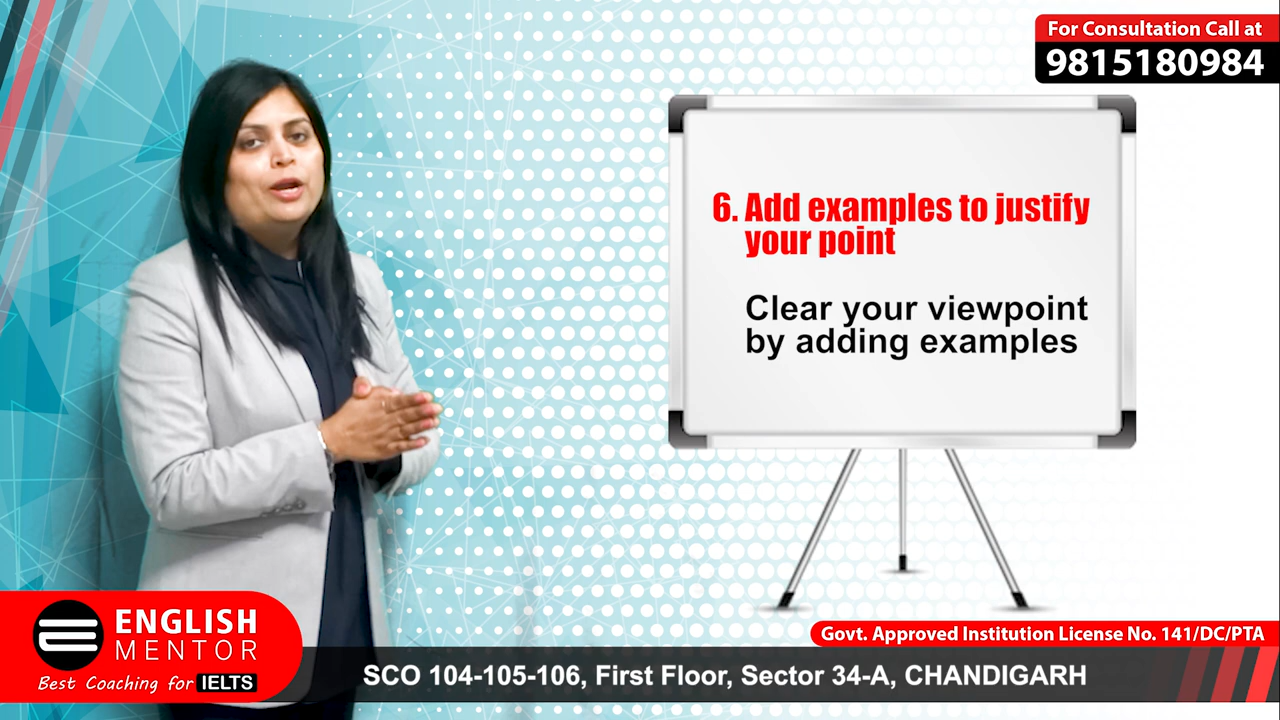 For Consultation Call at
9815180984
6. Add examples to justify
your point
Clear your viewpoint
by adding examples
Govt. Approved Institution License No. 141/DC/PTA
ENGLISH
MENTOR
Best Coaching for IELTS
SCO 104-105-106, First Floor, Sector 34-A, CHANDIGARH